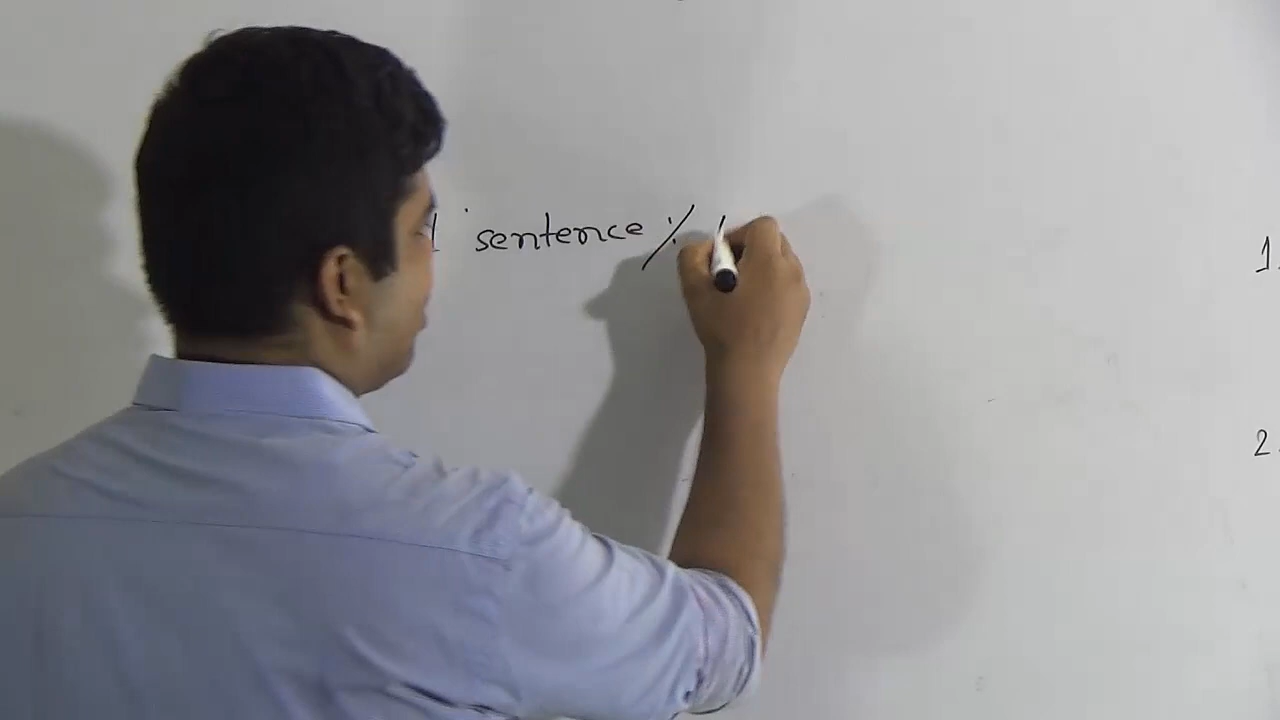 sentence ٪
1.
2.